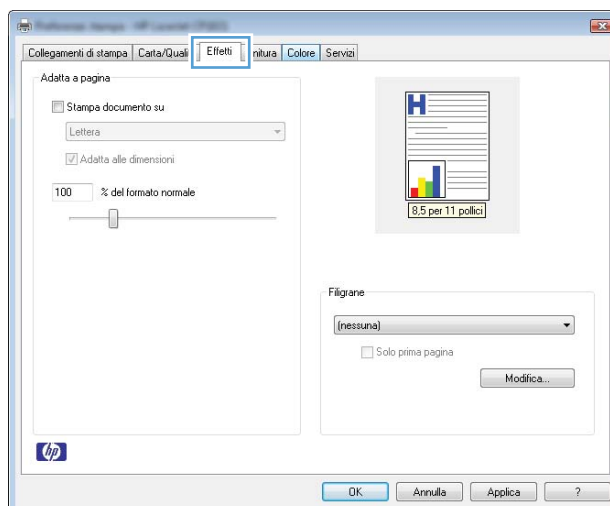 Collegamenti di stampa Carta/Quali Effetti nitura Colore Servizi
Adatta a pagina
Stampa documento su
Lettera
Adatta alle dimensioni
100 % del formato normale
H
8,5 per 11 pollici
Filigrane
(nessuna)
Solo prima pagina
Modifica...
hp
OK Annulla Applica ?